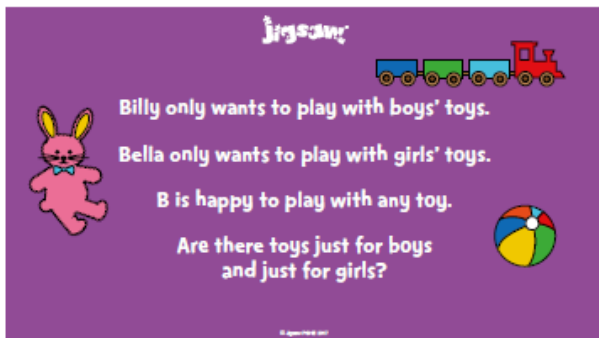 jigsaw
Billy only wants to play with boys' toys.
Bella only wants to play with girls' toys.
B is happy to play with any toy.
Are there toys just for boys
and just for girls?